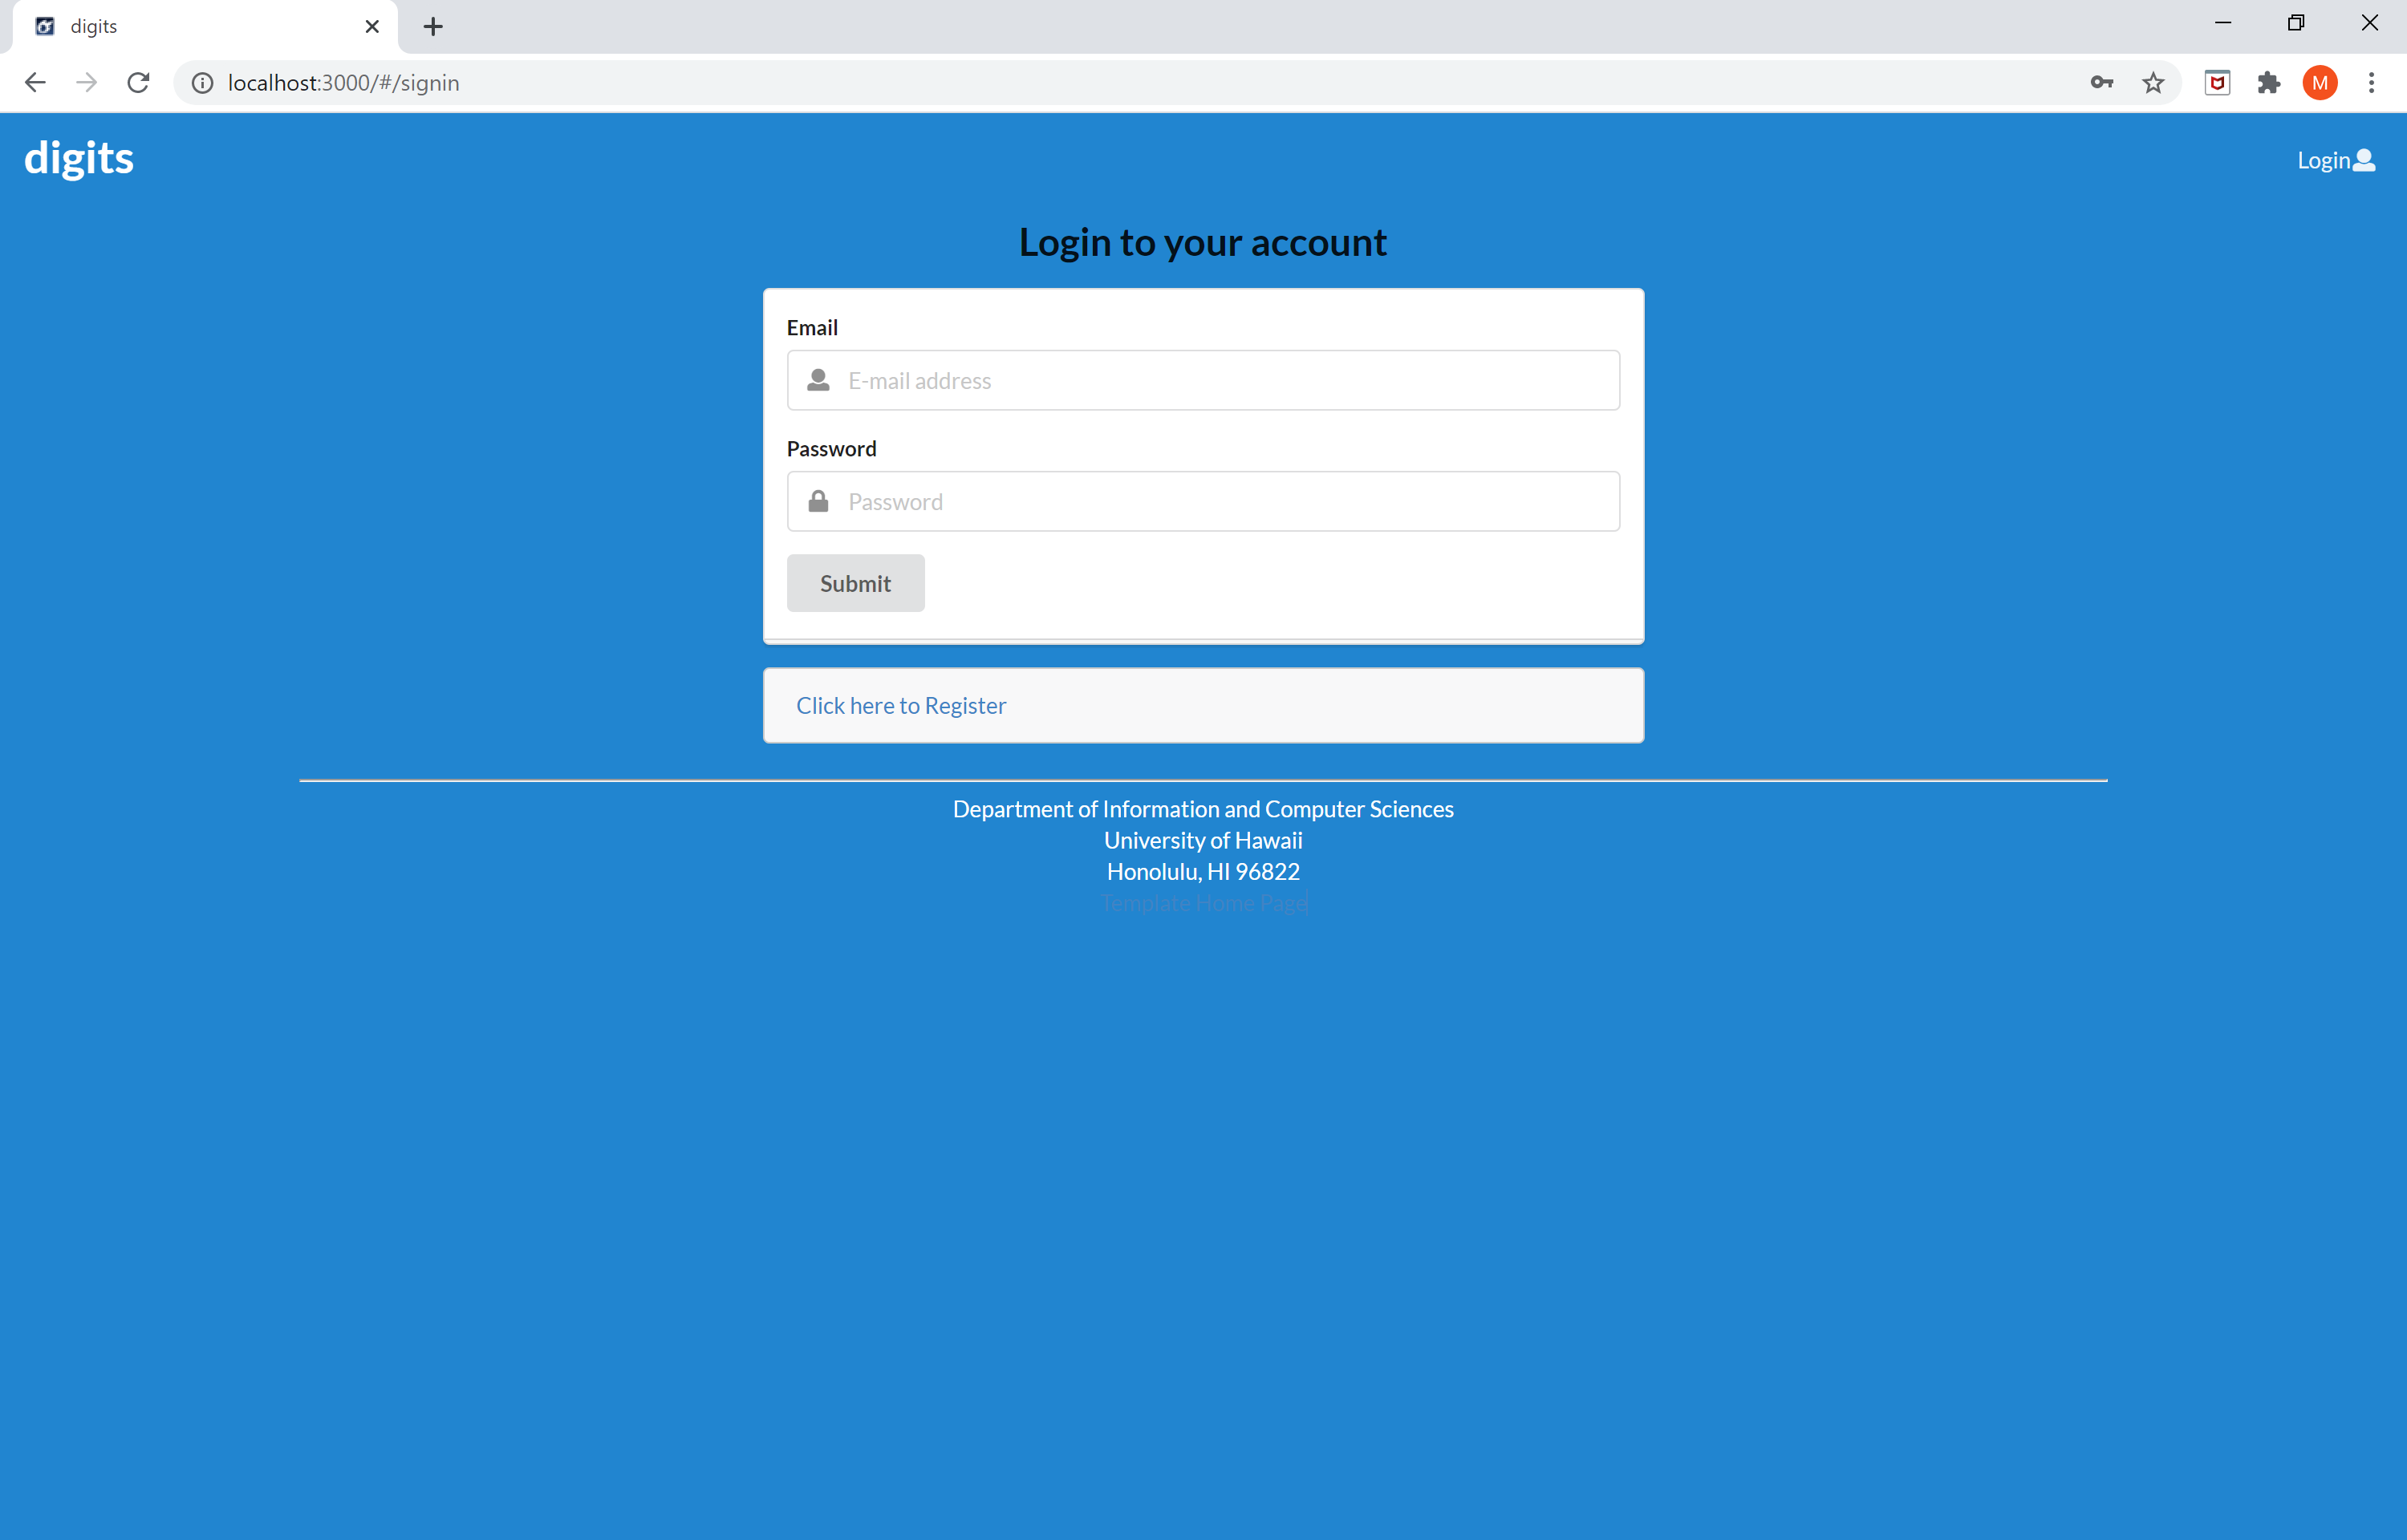 digits
localhost:3000/#/signin
M
digits
Login
Login to your account
Email
E-mail address
Password
Password
Submit
Click here to Register
Department of Information and Computer Sciences
University of Hawaii
Honolulu, HI 96822
Template Home Page